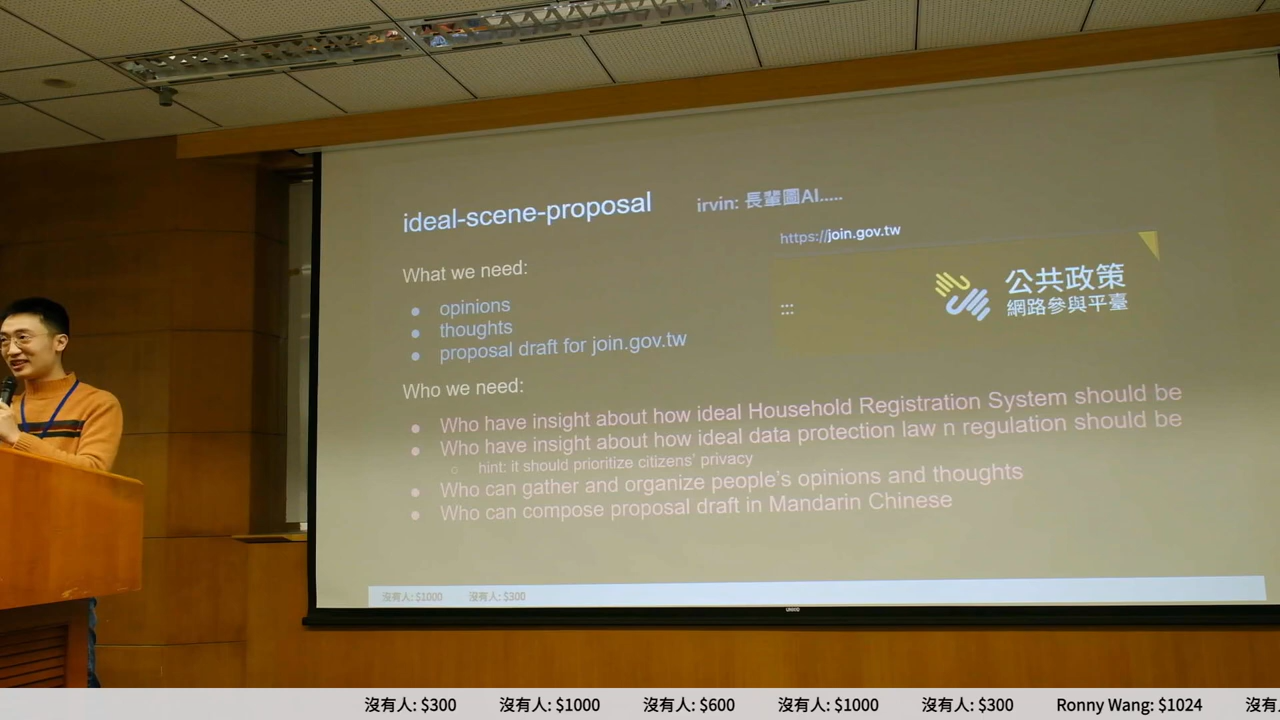 ideal-scene-proposal
irvin: 長輩圖AI.....
https://join.gov.tw
What we need:
公共政策
網路參與平臺
opinions
thoughts
proposal draft for join.gov.tw
Who we need:
Who have insight about how ideal Household Registration System should be
Who have insight about how ideal data protection law n regulation should be
hint: it should prioritize citizens' privacy
Who can gather and organize people's opinions and thoughts
Who can compose proposal draft in Mandarin Chinese
沒有人: $1000 沒有人: $300
沒有人: $300 沒有人: $1000 沒有人: $600 沒有人: $1000 沒有人: $300 Ronny Wang: $1024 沒有